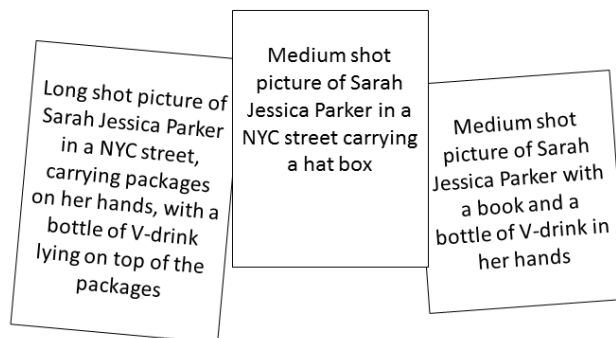 Long shot picture of
Sarah Jessica Parker
in a NYC street,
carrying packages
on her hands, with a
bottle of V-drink
lying on top of the
packages
Medium shot
picture of Sarah
Jessica Parker in a
NYC street carrying
a hat box
Medium shot
picture of Sarah
Jessica Parker with
a book and a
bottle of V-drink in
her hands